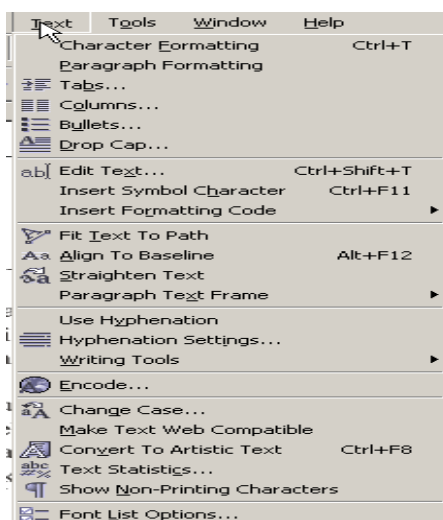 Text Tools Window Help
Character Formatting Ctrl+T
Paragraph Formatting
Tabs...
Columns...
Bullets...
Drop Cap...
Edit Text... Ctrl+Shift+T
Insert Symbol Character Ctrl+F11
Insert Formatting Code
Fit Text To Path
Align To Baseline Alt+F12
Straighten Text
Paragraph Text Frame
Use Hyphenation
Hyphenation Settings...
Writing Tools
Encode...
Change Case...
Make Text Web Compatible
Convert To Artistic Text Ctrl+F8
Text Statistics...
Show Non-Printing Characters
Font List Options...